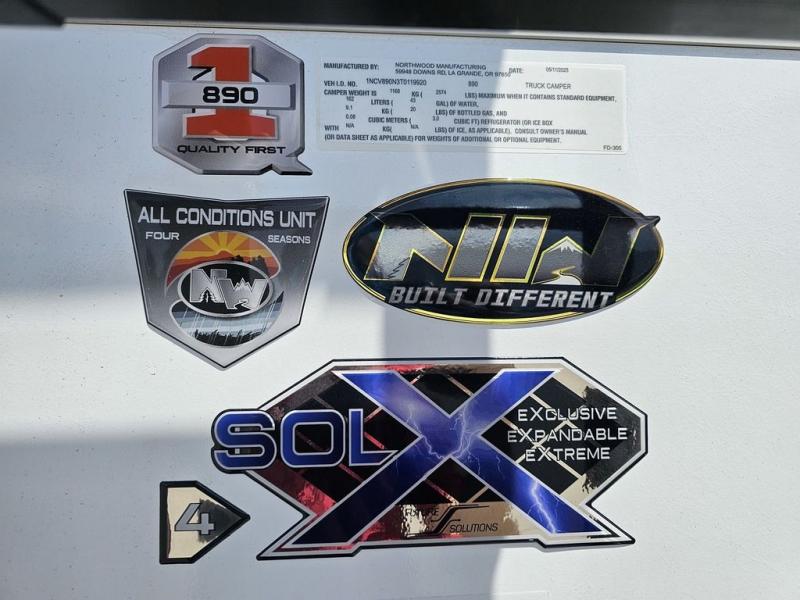 1
890
QUALITY FIRST
MANUFACTURED BY: NORTHWOOD MANUFACTURING
59948 DOWNS RD, LA GRANDE, OR 97850 DATE: 05/11/2023
VEH I.D. NO. 1NCV890N3T0119920 890 TRUCK CAMPER
CAMPER WEIGHT IS 1168 KG ( 2574 LBS) MAXIMUM WHEN IT CONTAINS STANDARD EQUIPMENT,
162 LITERS ( 43 GAL) OF WATER,
9.1 KG ( 20 LBS) OF BOTTLED GAS, AND
0.08 CUBIC METERS ( 3.0 CUBIC FT) REFRIGERATOR (OR ICE BOX
WITH N/A KG( N/A LBS) OF ICE, AS APPLICABLE). CONSULT OWNER'S MANUAL
(OR DATA SHEET AS APPLICABLE) FOR WEIGHTS OF ADDITIONAL OR OPTIONAL EQUIPMENT.
FD-305
ALL CONDITIONS UNIT
FOUR SEASONS
NW
NW
BUILT DIFFERENT
SOLX
EXCLUSIVE
EXPANDABLE
EXTREME
FUTURE
SOLUTIONS
4